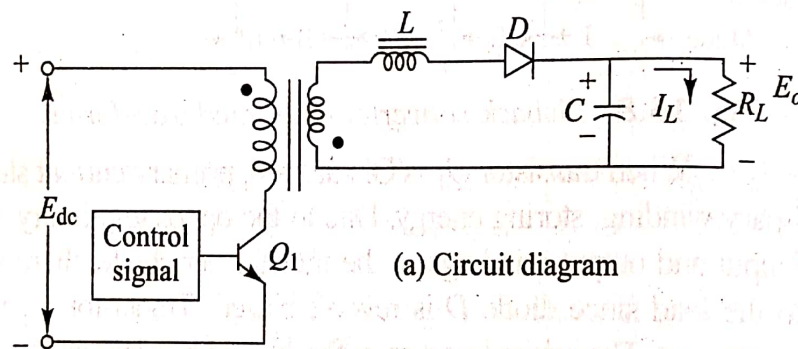 L
D
+
+
+
E_o
E_dc
C
I_L
R_L
−
−
Control
signal
Q_1
(a) Circuit diagram
−